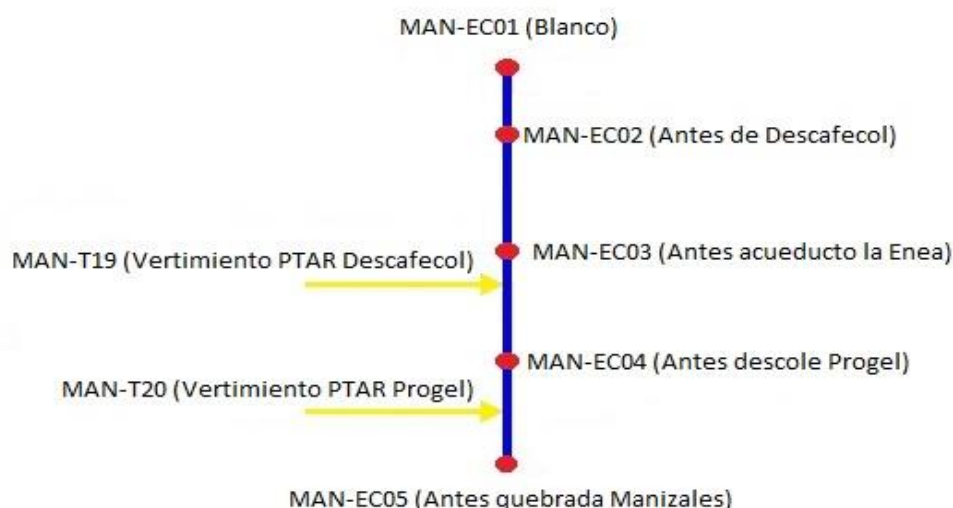 MAN-EC01 (Blanco)
MAN-EC02 (Antes de Descafecol)
MAN-EC03 (Antes acueducto la Enea)
MAN-T19 (Vertimiento PTAR Descafecol)
MAN-EC04 (Antes descole Progel)
MAN-T20 (Vertimiento PTAR Progel)
MAN-EC05 (Antes quebrada Manizales)